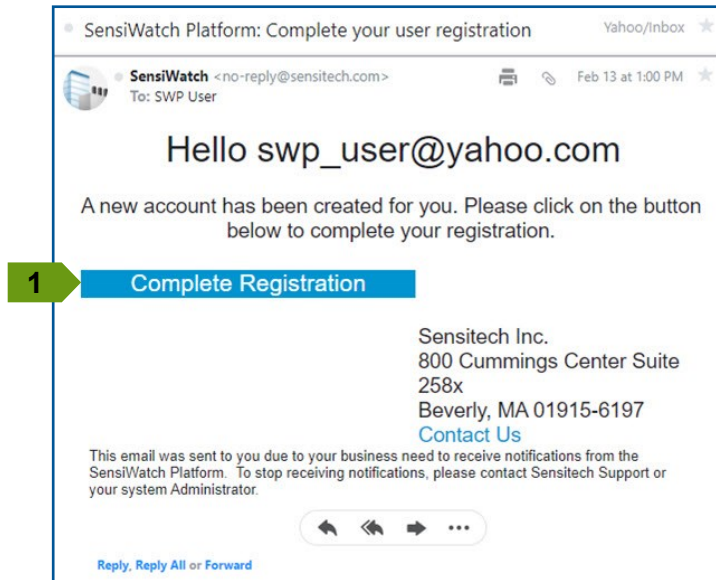 SensiWatch Platform: Complete your user registration Yahoo/Inbox
SensiWatch <no-reply@sensitech.com> Feb 13 at 1:00 PM
To: SWP User
Hello swp_user@yahoo.com
A new account has been created for you. Please click on the button
below to complete your registration.
1 Complete Registration
Sensitech Inc.
800 Cummings Center Suite
258x
Beverly, MA 01915-6197
Contact Us
This email was sent to you due to your business need to receive notifications from the
SensiWatch Platform. To stop receiving notifications, please contact Sensitech Support or
your system Administrator.
Reply, Reply All or Forward